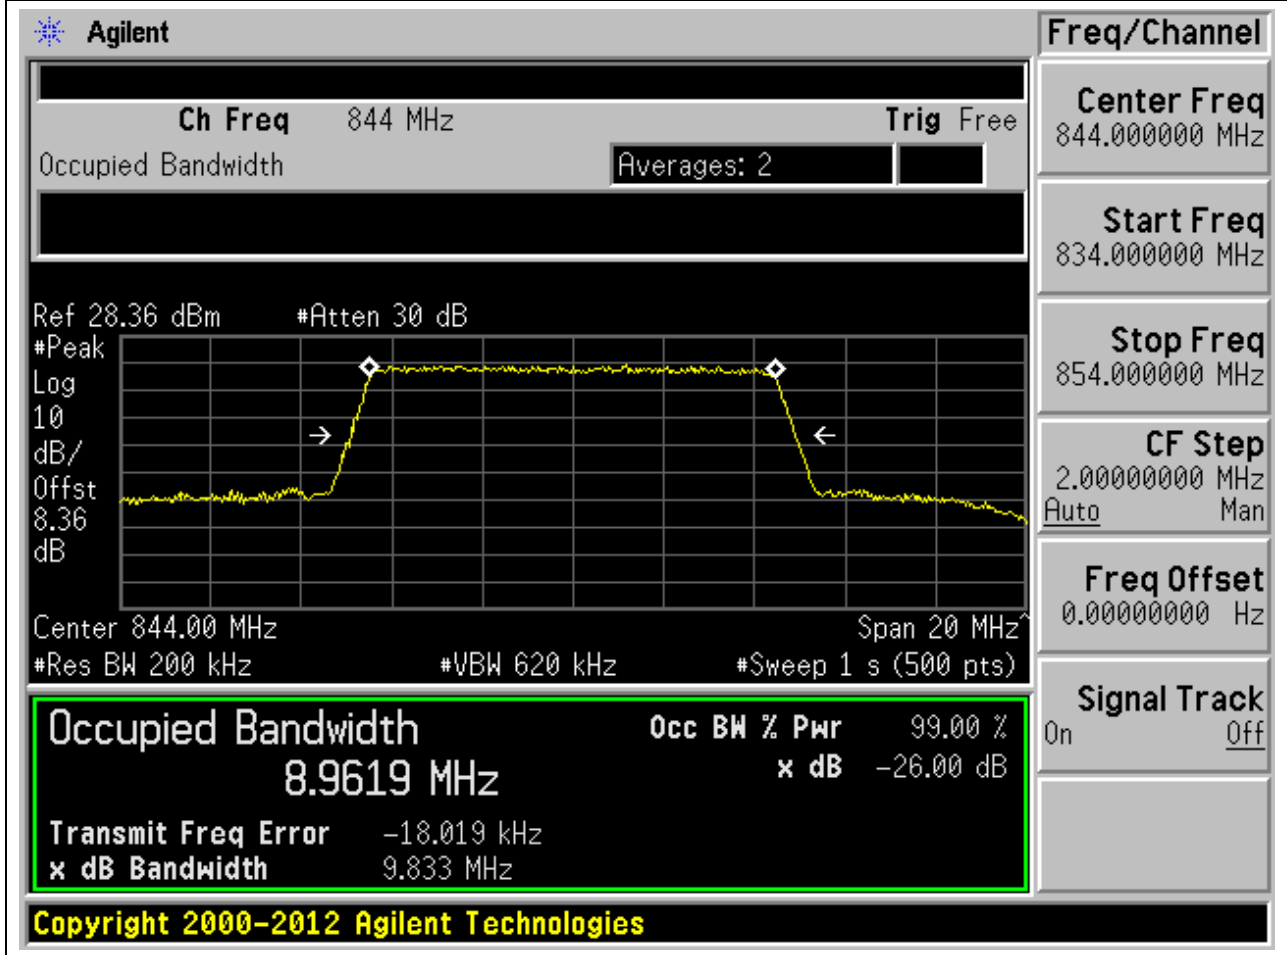 Agilent
Freq/Channel
Ch Freq 844 MHz Trig Free
Occupied Bandwidth Averages: 2
Center Freq
844.000000 MHz
Start Freq
834.000000 MHz
Stop Freq
854.000000 MHz
CF Step
2.00000000 MHz
Auto Man
Freq Offset
0.00000000 Hz
Signal Track
On Off
Ref 28.36 dBm #Atten 30 dB
#Peak
Log
10
dB/
Offst
8.36
dB
Center 844.00 MHz Span 20 MHz^
#Res BW 200 kHz #VBW 620 kHz #Sweep 1 s (500 pts)
Occupied Bandwidth Occ BW % Pwr 99.00 %
8.9619 MHz x dB -26.00 dB
Transmit Freq Error -18.019 kHz
x dB Bandwidth 9.833 MHz
Copyright 2000-2012 Agilent Technologies